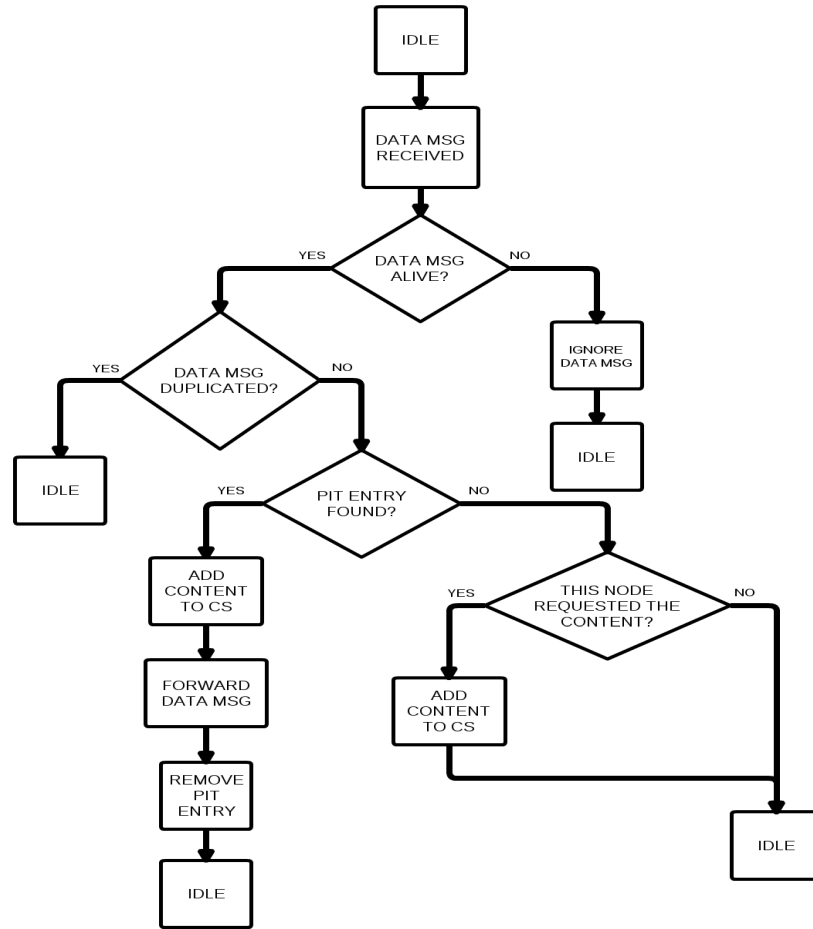 IDLE
DATA MSG
RECEIVED
DATA MSG
ALIVE?
YES
NO
IGNORE
DATA MSG
IDLE
DATA MSG
DUPLICATED?
YES
NO
IDLE
PIT ENTRY
FOUND?
YES
NO
ADD
CONTENT
TO CS
FORWARD
DATA MSG
REMOVE
PIT
ENTRY
IDLE
THIS NODE
REQUESTED THE
CONTENT?
YES
NO
ADD
CONTENT
TO CS
IDLE